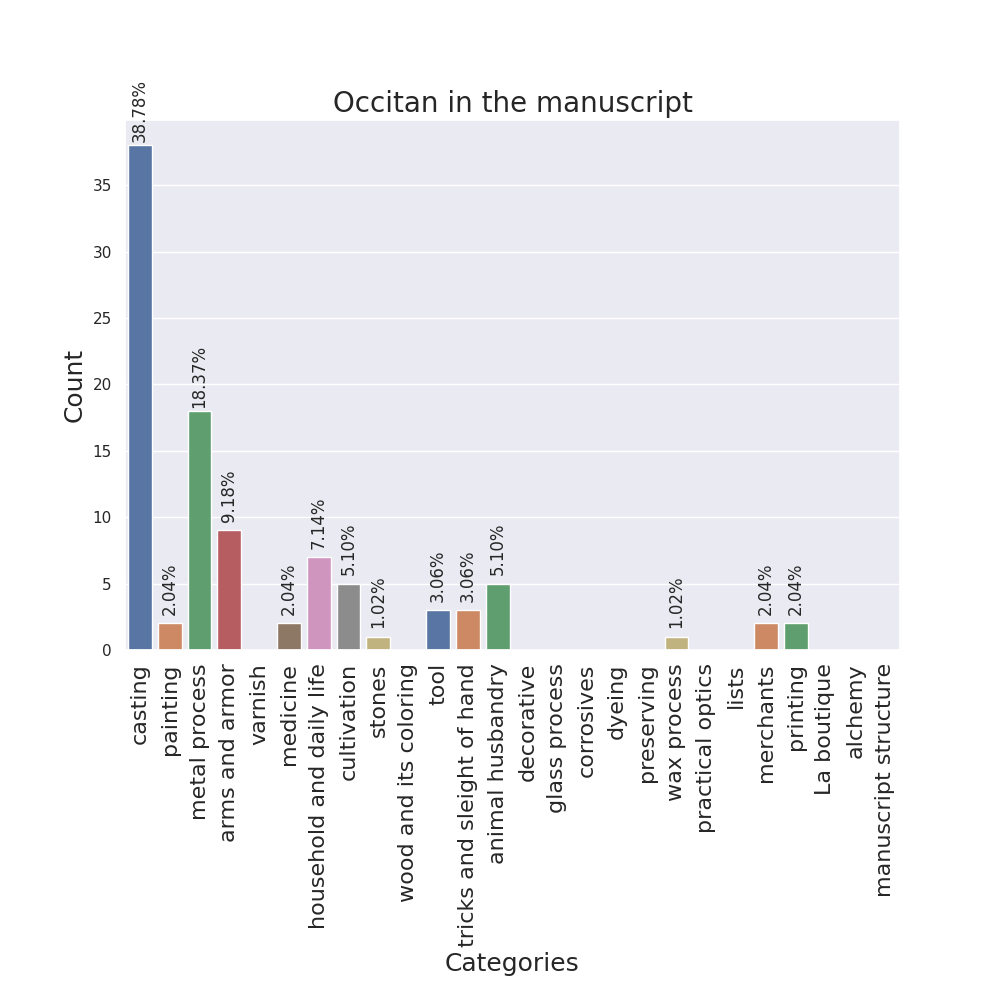 Occitan in the manuscript
38.78%
2.04%
18.37%
9.18%
2.04%
7.14%
5.10%
1.02%
3.06%
3.06%
5.10%
1.02%
2.04%
2.04%
Count
35
30
25
20
15
10
5
0
casting
painting
metal process
arms and armor
varnish
medicine
household and daily life
cultivation
stones
wood and its coloring
tool
tricks and sleight of hand
animal husbandry
decorative
glass process
corrosives
dyeing
preserving
wax process
practical optics
lists
merchants
printing
La boutique
alchemy
manuscript structure
Categories